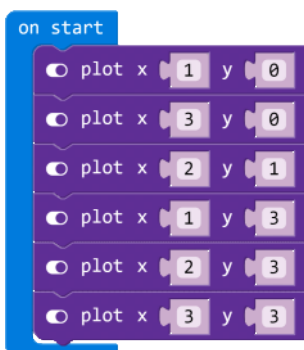 on start
plot x 1 y 0
plot x 3 y 0
plot x 2 y 1
plot x 1 y 3
plot x 2 y 3
plot x 3 y 3